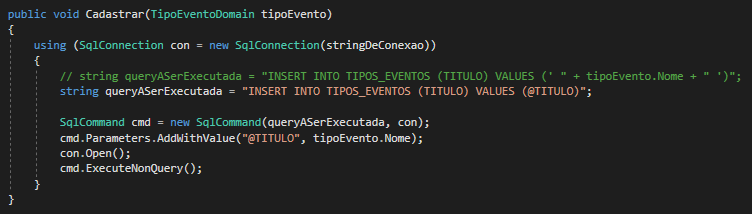 public void Cadastrar(TipoEventoDomain tipoEvento)
{
using (SqlConnection con = new SqlConnection(stringDeConexao))
{
// string queryASerExecutada = "INSERT INTO TIPOS_EVENTOS (TITULO) VALUES (' " + tipoEvento.Nome + " ')";
string queryASerExecutada = "INSERT INTO TIPOS_EVENTOS (TITULO) VALUES (@TITULO)";
SqlCommand cmd = new SqlCommand(queryASerExecutada, con);
cmd.Parameters.AddWithValue("@TITULO", tipoEvento.Nome);
con.Open();
cmd.ExecuteNonQuery();
}
}